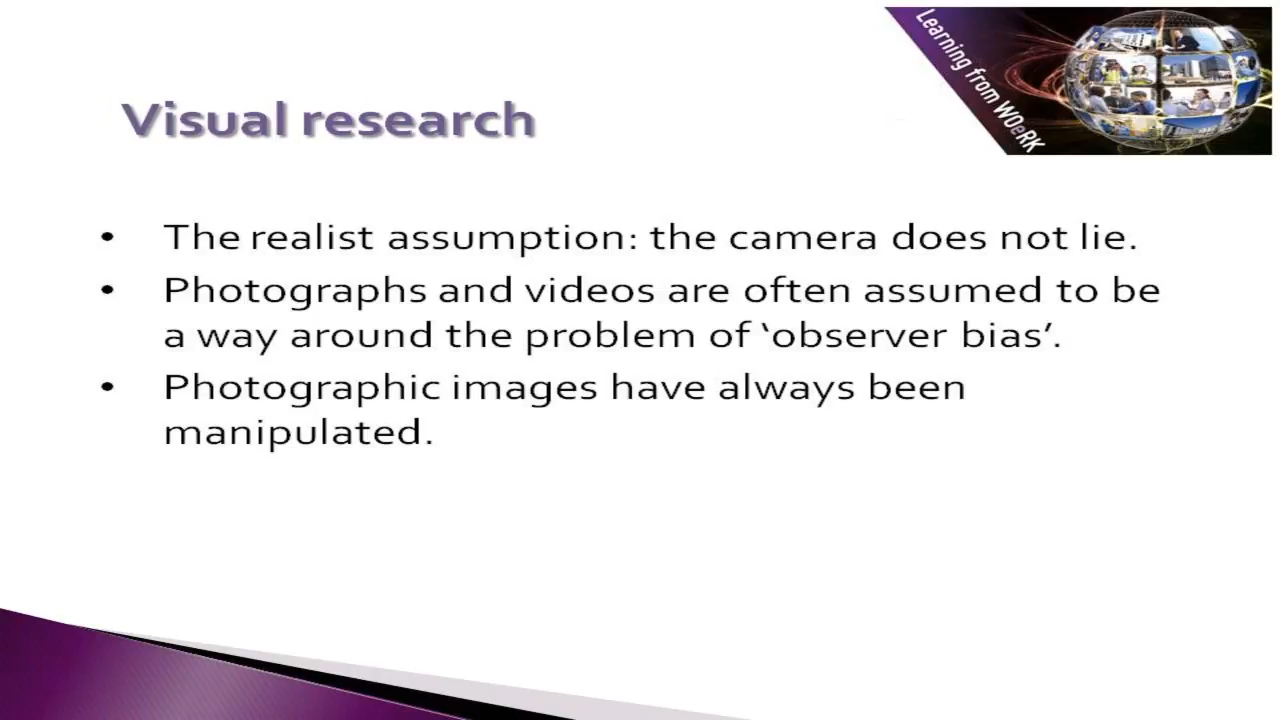 Learning from WOeRK
Visual research
• The realist assumption: the camera does not lie.
• Photographs and videos are often assumed to be
a way around the problem of ‘observer bias’.
• Photographic images have always been
manipulated.